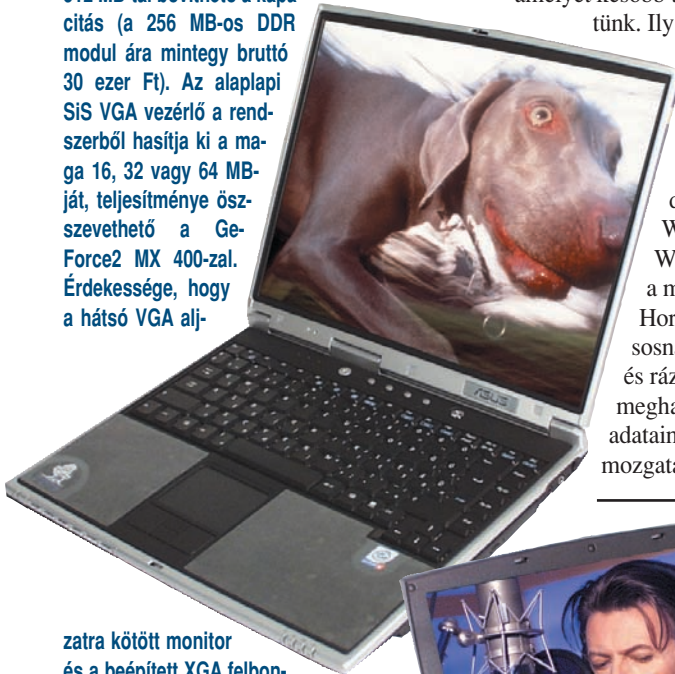 512 MB-tal bővíthető a kapa-
citás (a 256 MB-os DDR
modul ára mintegy bruttó
30 ezer Ft). Az alaplapi
SiS VGA vezérlő a rend-
szerből hasítja ki a ma-
ga 16, 32 vagy 64 MB-
ját, teljesítménye ösz-
szevethető a Ge-
Force2 MX 400-zal.
Érdekessége, hogy
a hátsó VGA alj-
zatra kötött monitor
és a beépített XGA felbon-
tünk. Ily
a m
Hor
sosna
és ráz
megha
adatain
mozgata
ASUS